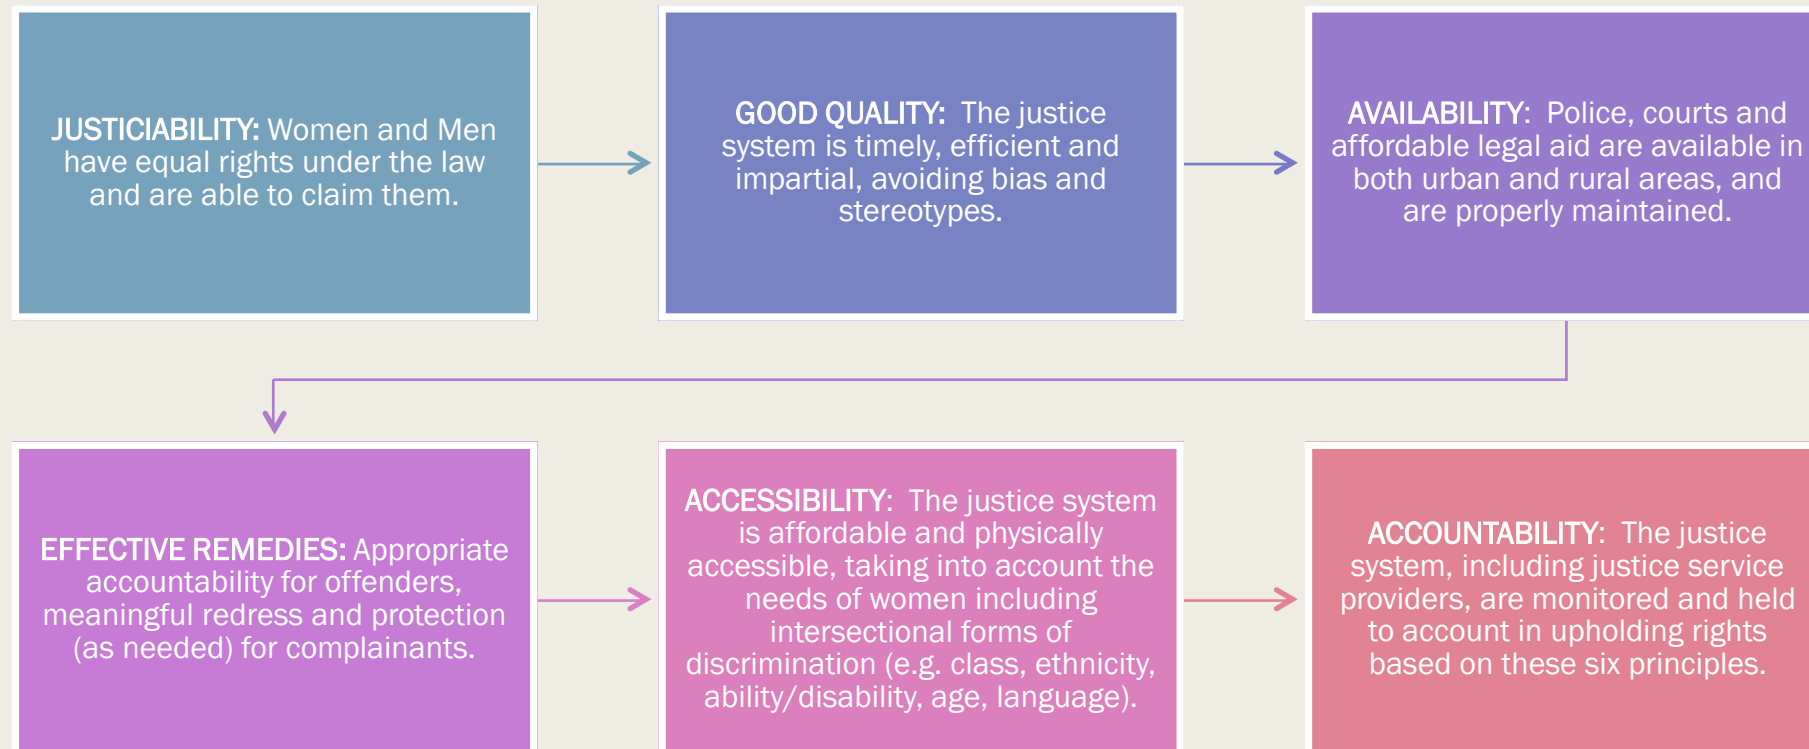 JUSTICIABILITY: Women and Men
have equal rights under the law
and are able to claim them.
GOOD QUALITY: The justice
system is timely, efficient and
impartial, avoiding bias and
stereotypes.
AVAILABILITY: Police, courts and
affordable legal aid are available in
both urban and rural areas, and
are properly maintained.
EFFECTIVE REMEDIES: Appropriate
accountability for offenders,
meaningful redress and protection
(as needed) for complainants.
ACCESSIBILITY: The justice system
is affordable and physically
accessible, taking into account the
needs of women including
intersectional forms of
discrimination (e.g. class, ethnicity,
ability/disability, age, language).
ACCOUNTABILITY: The justice
system, including justice service
providers, are monitored and held
to account in upholding rights
based on these six principles.